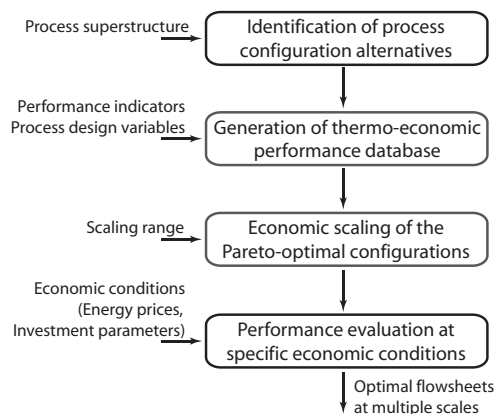 Process superstructure
Identification of process
configuration alternatives
Performance indicators
Process design variables
Generation of thermo-economic
performance database
Scaling range
Economic scaling of the
Pareto-optimal configurations
Economic conditions
(Energy prices,
Investment parameters)
Performance evaluation at
specific economic conditions
Optimal flowsheets
at multiple scales